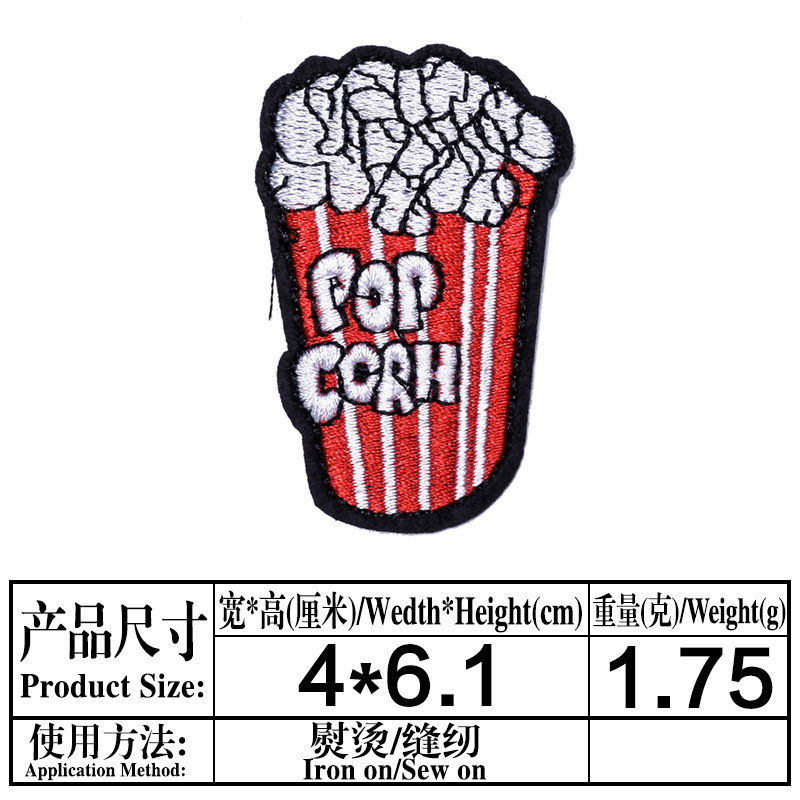 POP
CORH
产品尺寸
Product Size:
宽*高(厘米)/Wedth*Height(cm)
4*6.1
重量(克)/Weight(g)
1.75
使用方法:
Application Method:
熨烫/缝纫
Iron on/Sew on